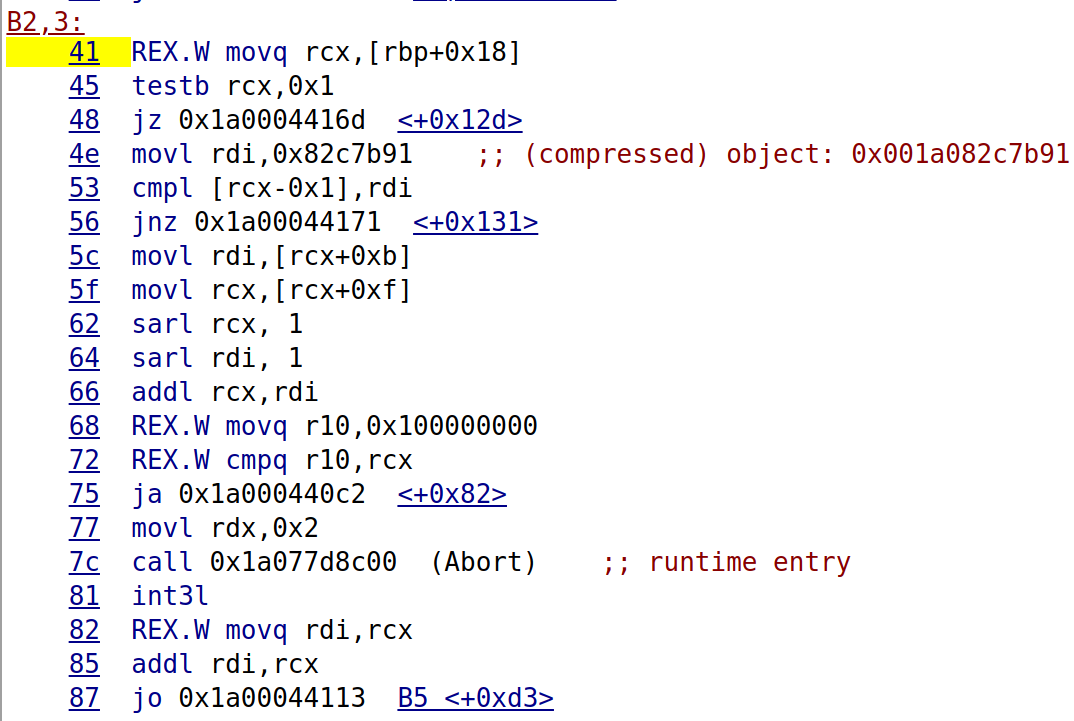 B2,3:
41 REX.W movq rcx,[rbp+0x18]
45 testb rcx,0x1
48 jz 0x1a0004416d <+0x12d>
4e movl rdi,0x82c7b91 ;; (compressed) object: 0x001a082c7b91
53 cmpl [rcx-0x1],rdi
56 jnz 0x1a00044171 <+0x131>
5c movl rdi,[rcx+0xb]
5f movl rcx,[rcx+0xf]
62 sarl rcx, 1
64 sarl rdi, 1
66 addl rcx,rdi
68 REX.W movq r10,0x100000000
72 REX.W cmpq r10,rcx
75 ja 0x1a000440c2 <+0x82>
77 movl rdx,0x2
7c call 0x1a077d8c00 (Abort) ;; runtime entry
81 int3l
82 REX.W movq rdi,rcx
85 addl rdi,rcx
87 jo 0x1a00044113 B5 <+0xd3>